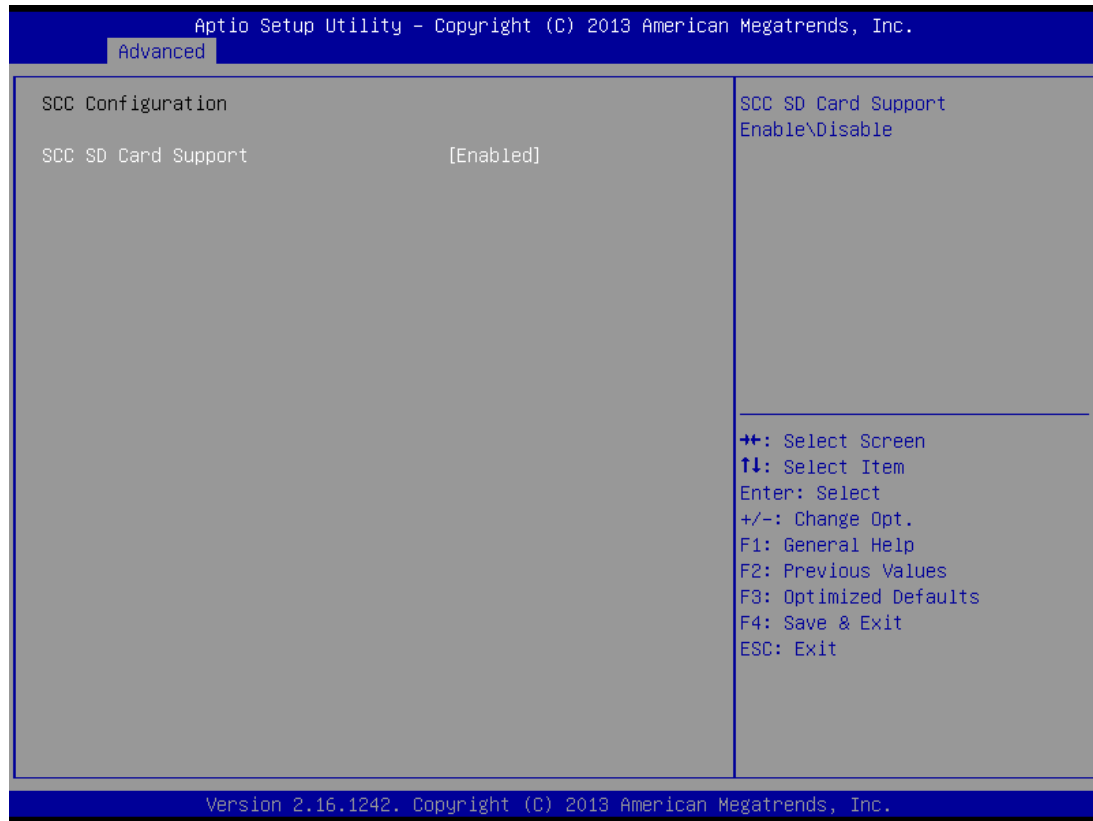 Aptio Setup Utility – Copyright (C) 2013 American Megatrends, Inc.
Advanced
SCC Configuration
SCC SD Card Support [Enabled]
SCC SD Card Support
Enable\Disable
→←: Select Screen
↑↓: Select Item
Enter: Select
+/-: Change Opt.
F1: General Help
F2: Previous Values
F3: Optimized Defaults
F4: Save & Exit
ESC: Exit
Version 2.16.1242. Copyright (C) 2013 American Megatrends, Inc.